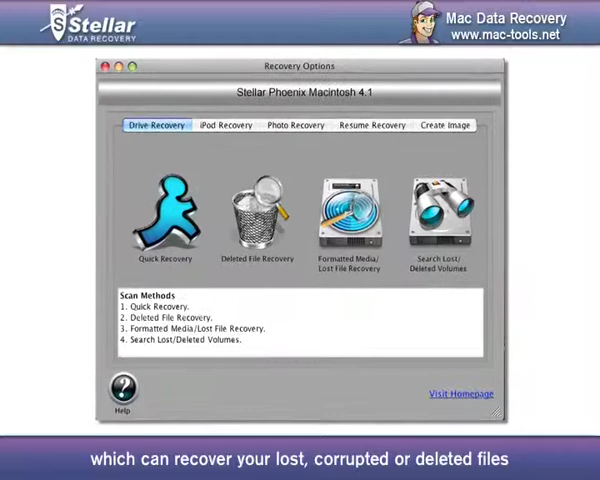 Stellar
DATA RECOVERY
Mac Data Recovery
www.mac-tools.net
Recovery Options
Stellar Phoenix Macintosh 4.1
Drive Recovery
iPod Recovery
Photo Recovery
Resume Recovery
Create Image
Quick Recovery
Deleted File Recovery
Formatted Media/
Lost File Recovery
Search Lost/
Deleted Volumes
Scan Methods
1. Quick Recovery.
2. Deleted File Recovery.
3. Formatted Media/Lost File Recovery.
4. Search Lost/Deleted Volumes.
?
Help
Visit Homepage
which can recover your lost, corrupted or deleted files